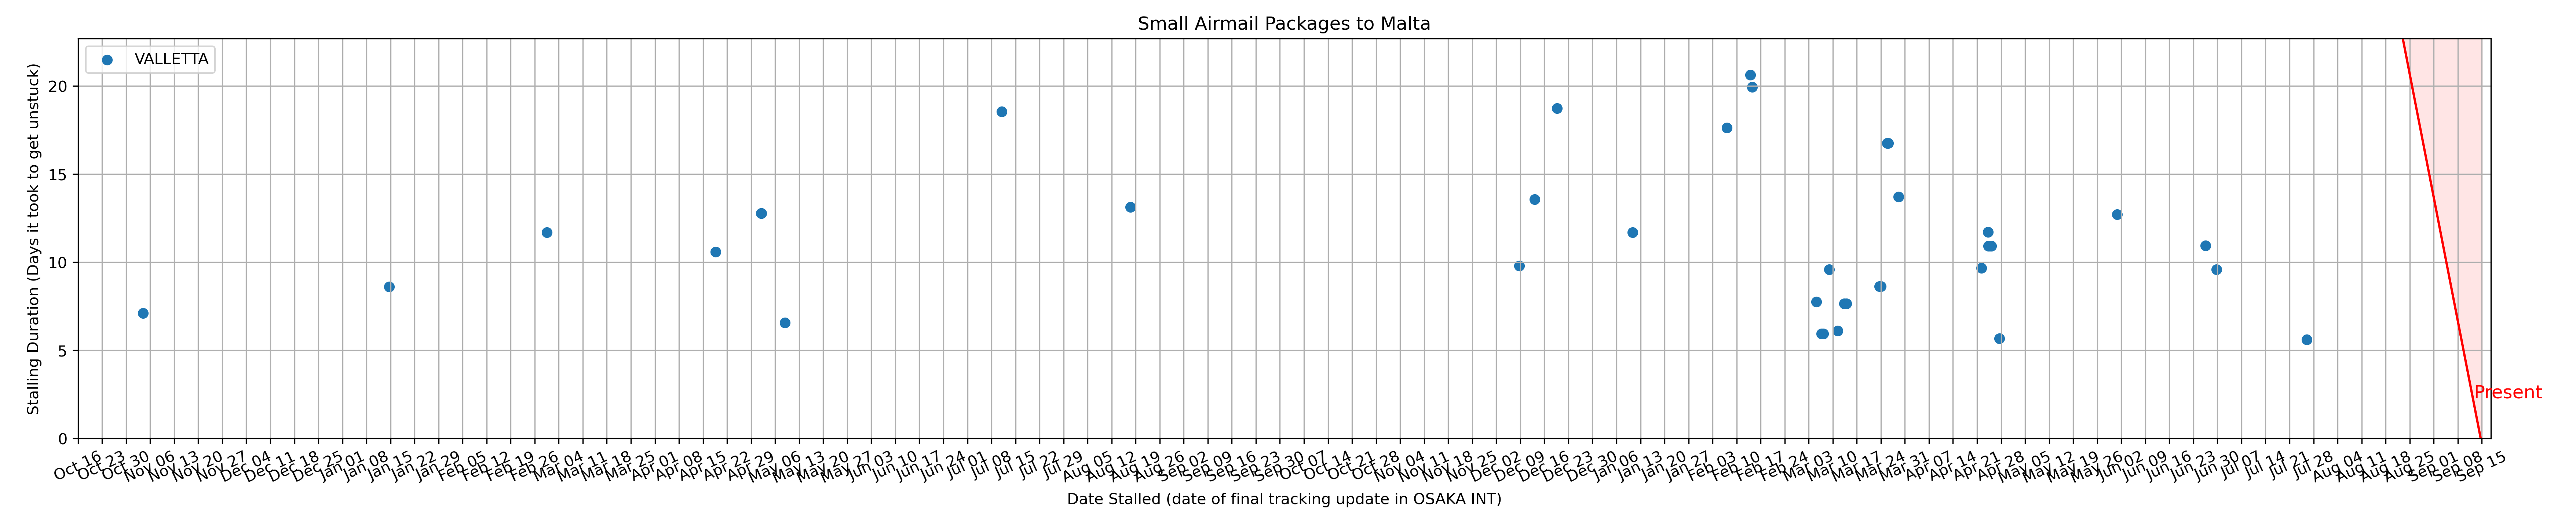 Small Airmail Packages to Malta
VALLETTA
Stalling Duration (Days it took to get unstuck)
20
15
10
5
0
Present
Oct 16
Oct 23
Oct 30
Nov 06
Nov 13
Nov 20
Nov 27
Dec 04
Dec 11
Dec 18
Dec 25
Jan 01
Jan 08
Jan 15
Jan 22
Jan 29
Feb 05
Feb 12
Feb 19
Feb 26
Mar 04
Mar 11
Mar 18
Mar 25
Apr 01
Apr 08
Apr 15
Apr 22
Apr 29
May 06
May 13
May 20
May 27
Jun 03
Jun 10
Jun 17
Jun 24
Jul 01
Jul 08
Jul 15
Jul 22
Jul 29
Aug 05
Aug 12
Aug 19
Aug 26
Sep 02
Sep 09
Sep 16
Sep 23
Sep 30
Oct 07
Oct 14
Oct 21
Oct 28
Nov 04
Nov 11
Nov 18
Nov 25
Dec 02
Dec 09
Dec 16
Dec 23
Dec 30
Jan 06
Jan 13
Jan 20
Jan 27
Feb 03
Feb 10
Feb 17
Feb 24
Mar 03
Mar 10
Mar 17
Mar 24
Mar 31
Apr 07
Apr 14
Apr 21
Apr 28
May 05
May 12
May 19
May 26
Jun 02
Jun 09
Jun 16
Jun 23
Jun 30
Jul 07
Jul 14
Jul 21
Jul 28
Aug 04
Aug 11
Aug 18
Aug 25
Sep 01
Sep 08
Sep 15
Date Stalled (date of final tracking update in OSAKA INT)